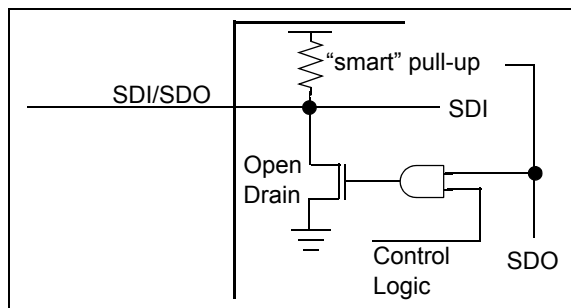 “smart” pull-up
SDI/SDO
SDI
Open
Drain
Control
Logic
SDO